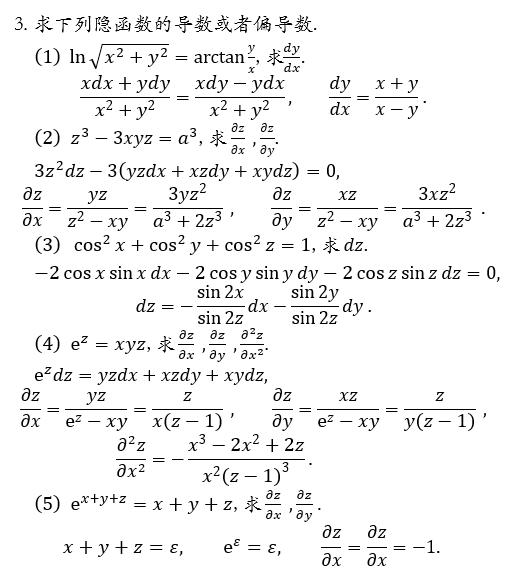 3. 求下列隐函数的导数或者偏导数.
(1) ln√(x² + y²) = arctan y/x, 求 dy/dx.
(xdx + ydy)/(x² + y²) = (xdy − ydx)/(x² + y²), dy/dx = (x + y)/(x − y).
(2) z³ − 3xyz = a³, 求 ∂z/∂x, ∂z/∂y.
3z²dz − 3(yzdx + xzdy + xydz) = 0,
∂z/∂x = yz/(z² − xy) = 3yz²/(a³ + 2z³), ∂z/∂y = xz/(z² − xy) = 3xz²/(a³ + 2z³).
(3) cos² x + cos² y + cos² z = 1, 求 dz.
−2 cos x sin x dx − 2 cos y sin y dy − 2 cos z sin z dz = 0,
dz = − (sin 2x/sin 2z) dx − (sin 2y/sin 2z) dy.
(4) e^z = xyz, 求 ∂z/∂x, ∂z/∂y, ∂²z/∂x².
e^z dz = yzdx + xzdy + xydz,
∂z/∂x = yz/(e^z − xy) = z/(x(z − 1)), ∂z/∂y = xz/(e^z − xy) = z/(y(z − 1)),
∂²z/∂x² = − (x³ − 2x² + 2z)/(x²(z − 1)³).
(5) e^(x+y+z) = x + y + z, 求 ∂z/∂x, ∂z/∂y.
x + y + z = ε, e^ε = ε, ∂z/∂x = ∂z/∂x = −1.